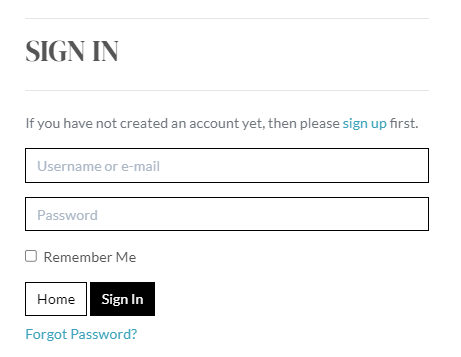 SIGN IN
If you have not created an account yet, then please sign up first.
Username or e-mail
Password
Remember Me
Home Sign In
Forgot Password?